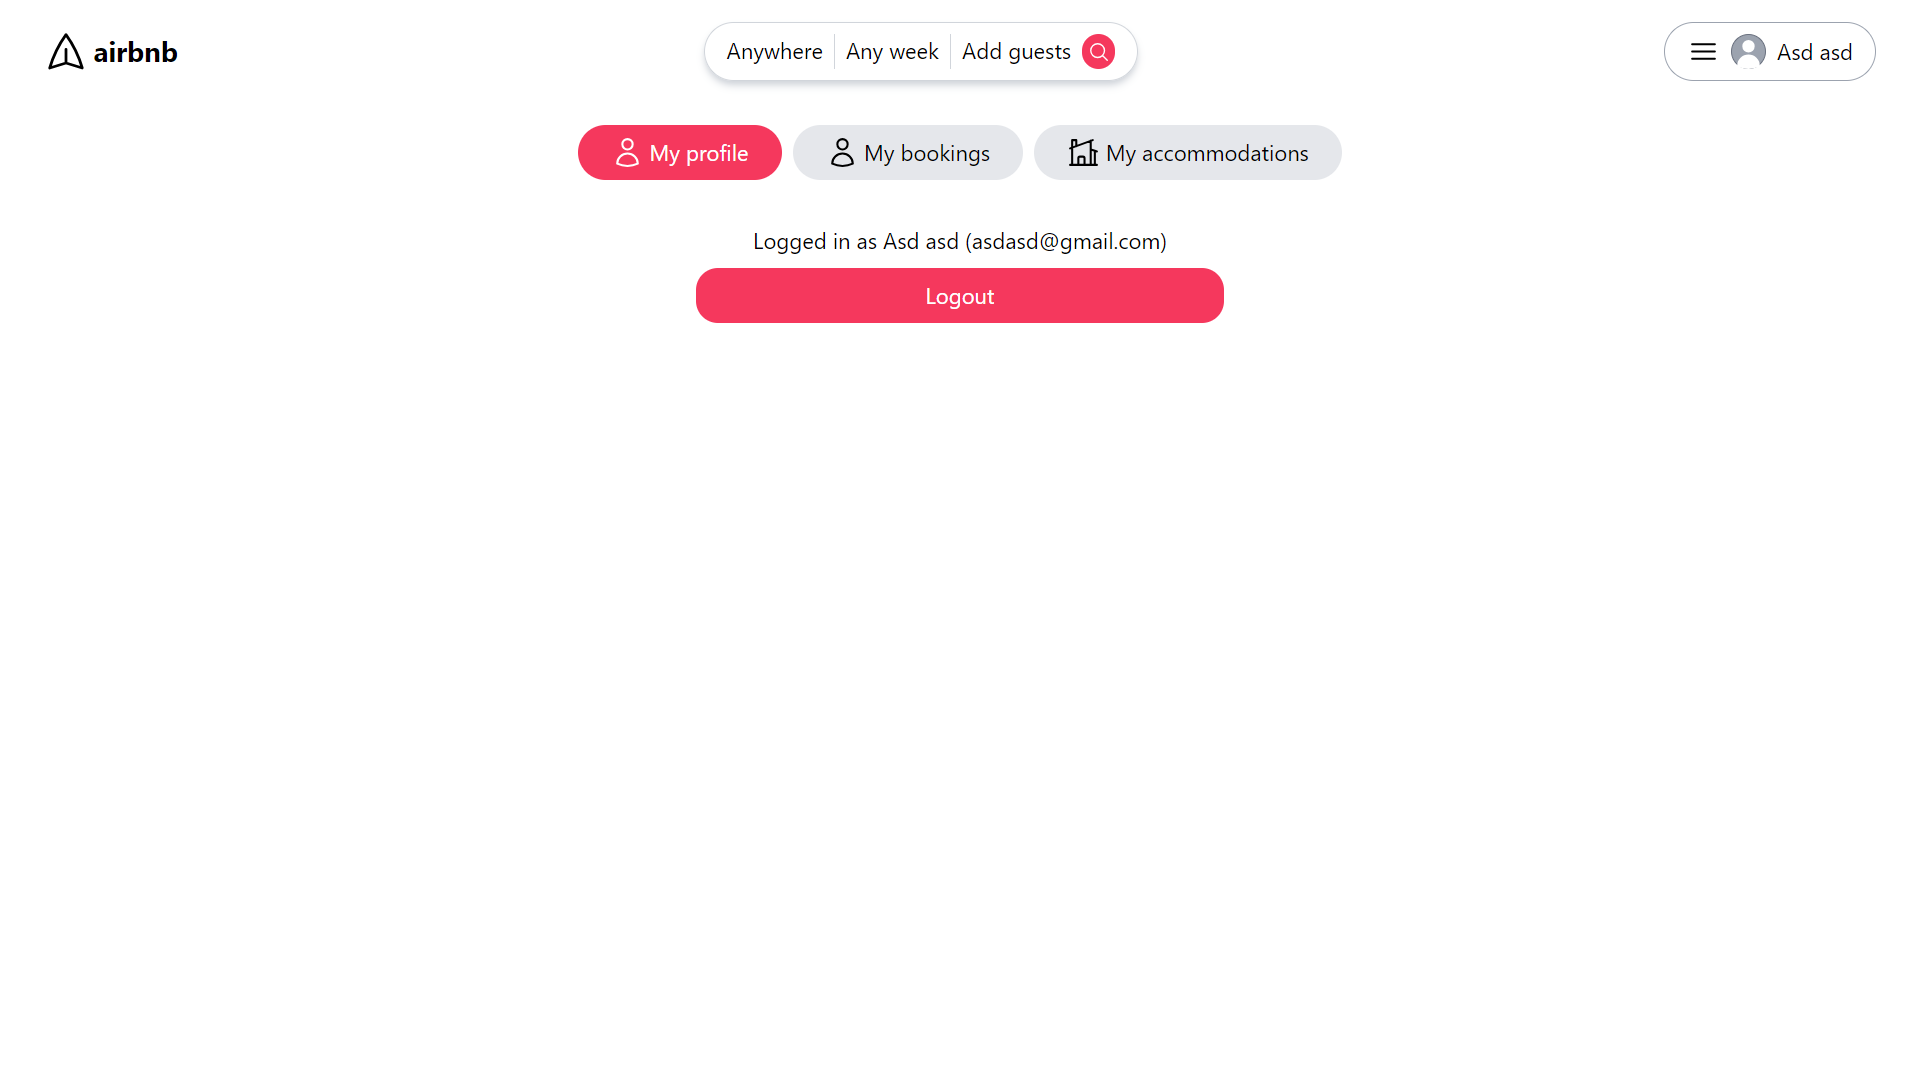 airbnb
Anywhere Any week Add guests
Asd asd
My profile My bookings My accommodations
Logged in as Asd asd (asdasd@gmail.com)
Logout